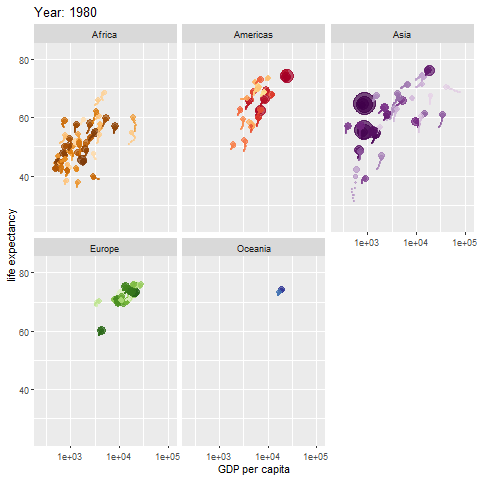 Year: 1980
Africa
Americas
Asia
80
60
40
1e+03 1e+04 1e+05
Europe
Oceania
80
60
40
1e+03 1e+04 1e+05
1e+03 1e+04 1e+05
life expectancy
GDP per capita